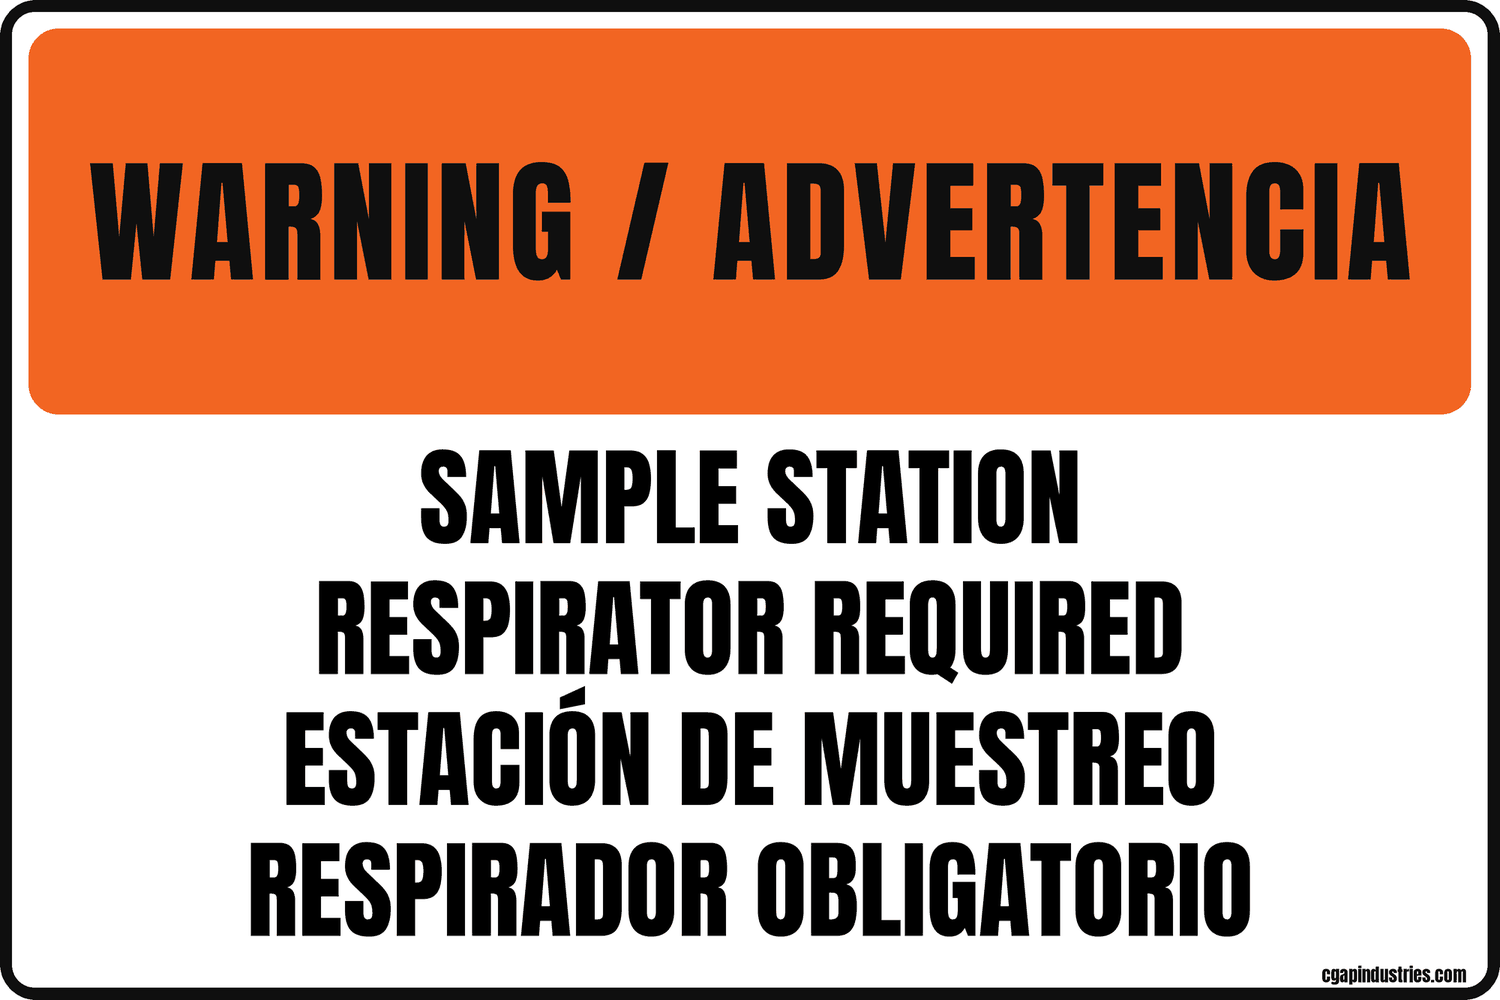 WARNING / ADVERTENCIA
SAMPLE STATION
RESPIRATOR REQUIRED
ESTACIÓN DE MUESTREO
RESPIRADOR OBLIGATORIO
cgapindustries.com